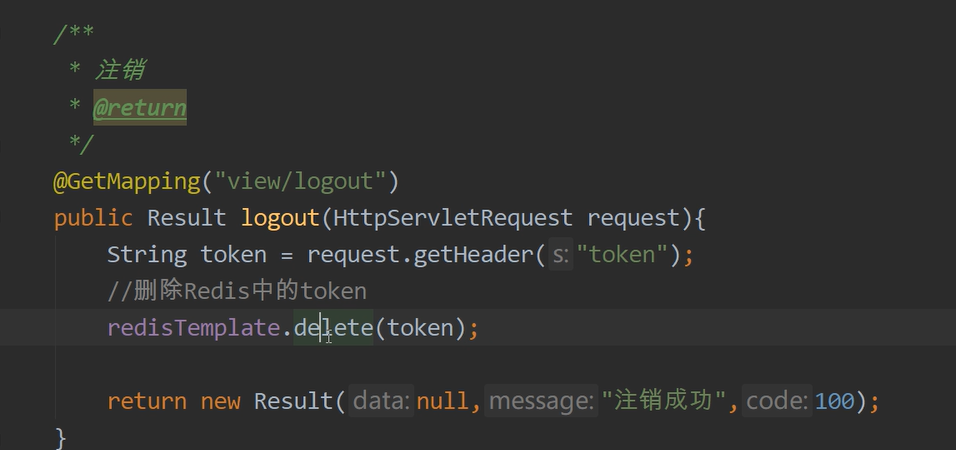 /**
* 注销
* @return
*/
@GetMapping("view/logout")
public Result logout(HttpServletRequest request){
String token = request.getHeader( s: "token");
//删除Redis中的token
redisTemplate.delete(token);
return new Result( data: null, message: "注销成功", code: 100);
}